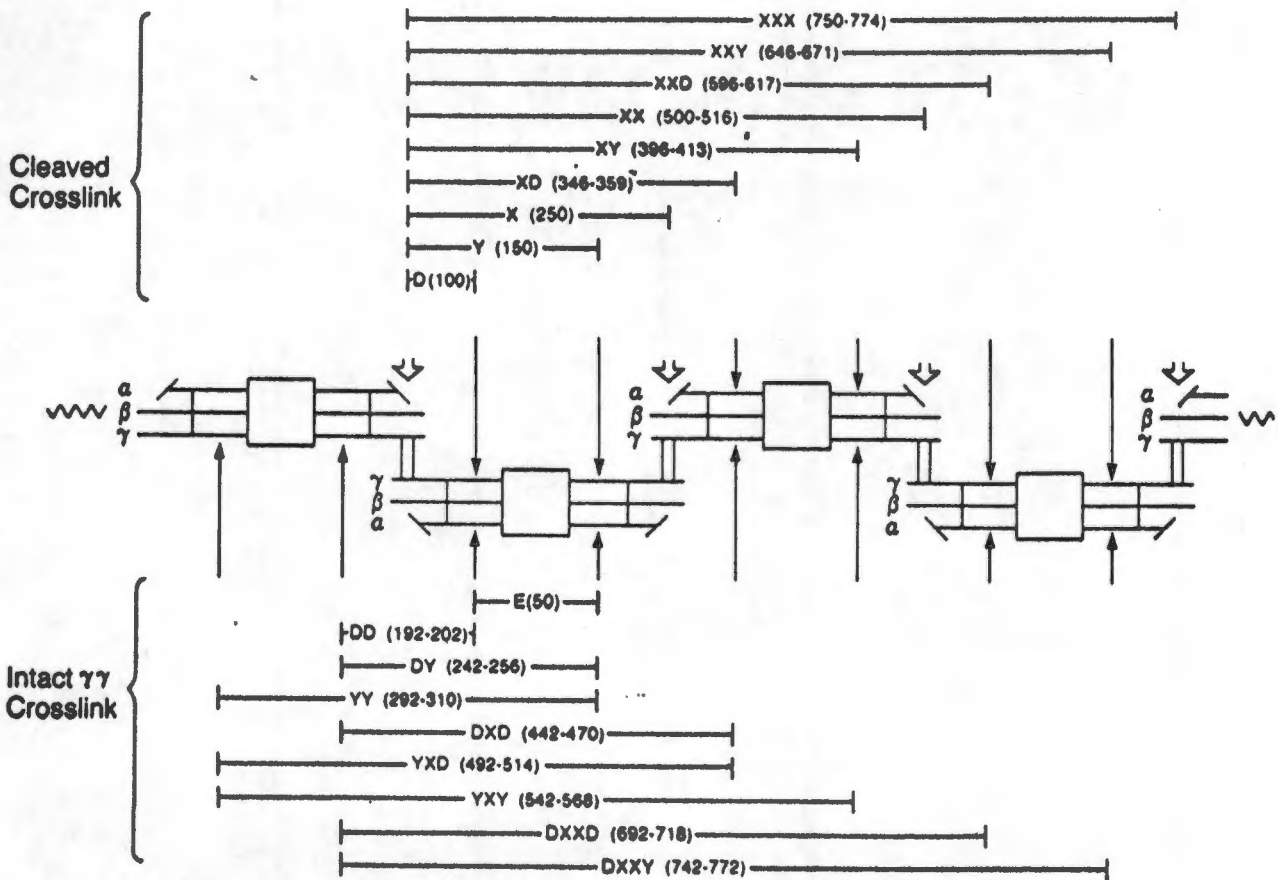 XXX (750-774)
XXY (646-671)
XXD (596-617)
XX (500-516)
XY (396-413)
XD (346-359)
X (250)
Y (150)
D(100)
Cleaved
Crosslink
α
β
γ
γ
β
α
α
β
γ
γ
β
α
α
β
γ
E(50)
DD (192-202)
DY (242-256)
YY (292-310)
DXD (442-470)
YXD (492-514)
YXY (542-568)
DXXD (692-718)
DXXY (742-772)
Intact γγ
Crosslink